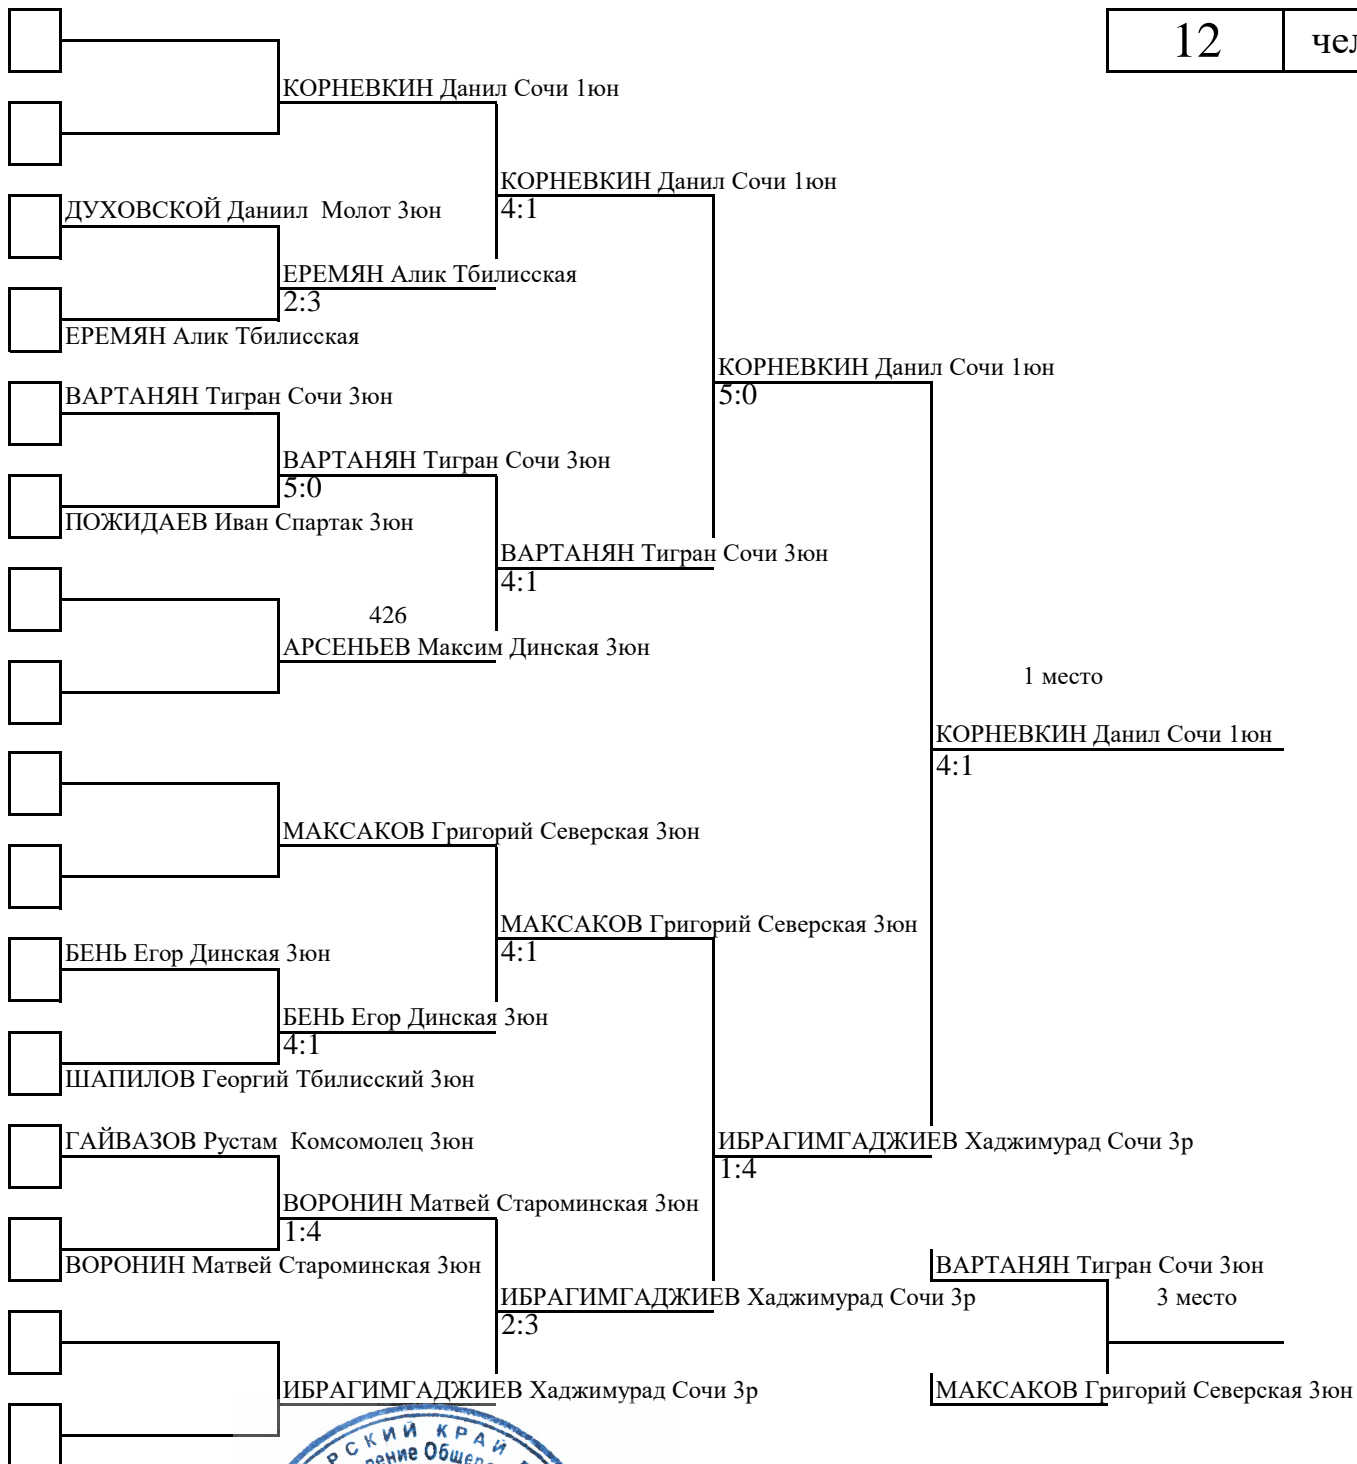 12 чел
КОРНЕВКИН Данил Сочи 1юн
КОРНЕВКИН Данил Сочи 1юн
4:1
ДУХОВСКОЙ Даниил Молот 3юн
ЕРЕМЯН Алик Тбилисская
2:3
ЕРЕМЯН Алик Тбилисская
КОРНЕВКИН Данил Сочи 1юн
5:0
ВАРТАНЯН Тигран Сочи 3юн
ВАРТАНЯН Тигран Сочи 3юн
5:0
ПОЖИДАЕВ Иван Спартак 3юн
ВАРТАНЯН Тигран Сочи 3юн
4:1
426
АРСЕНЬЕВ Максим Динская 3юн
1 место
КОРНЕВКИН Данил Сочи 1юн
4:1
МАКСАКОВ Григорий Северская 3юн
МАКСАКОВ Григорий Северская 3юн
4:1
БЕНЬ Егор Динская 3юн
БЕНЬ Егор Динская 3юн
4:1
ШАПИЛОВ Георгий Тбилисский 3юн
ГАЙВАЗОВ Рустам Комсомолец 3юн
ИБРАГИМГАДЖИЕВ Хаджимурад Сочи 3р
1:4
ВОРОНИН Матвей Староминская 3юн
1:4
ВОРОНИН Матвей Староминская 3юн
ВАРТАНЯН Тигран Сочи 3юн
ИБРАГИМГАДЖИЕВ Хаджимурад Сочи 3р
3 место
2:3
ИБРАГИМГАДЖИЕВ Хаджимурад Сочи 3р
МАКСАКОВ Григорий Северская 3юн
РСКИЙ КРАЙ
ение Общер